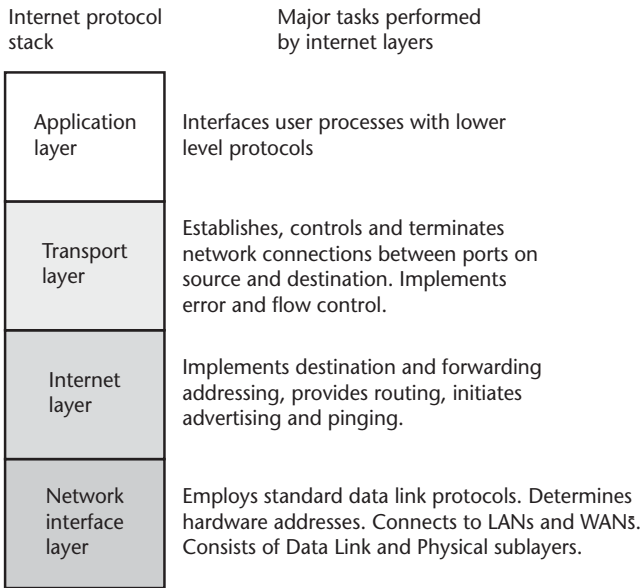 Internet protocol
stack
Major tasks performed
by internet layers
Application
layer
Interfaces user processes with lower
level protocols
Transport
layer
Establishes, controls and terminates
network connections between ports on
source and destination. Implements
error and flow control.
Internet
layer
Implements destination and forwarding
addressing, provides routing, initiates
advertising and pinging.
Network
interface
layer
Employs standard data link protocols. Determines
hardware addresses. Connects to LANs and WANs.
Consists of Data Link and Physical sublayers.